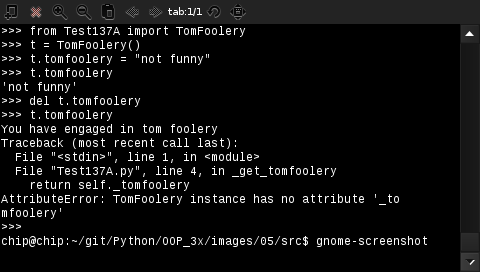 tab:1/1
>>> from Test137A import TomFoolery
>>> t = TomFoolery()
>>> t.tomfoolery = "not funny"
>>> t.tomfoolery
'not funny'
>>> del t.tomfoolery
>>> t.tomfoolery
You have engaged in tom foolery
Traceback (most recent call last):
  File "<stdin>", line 1, in <module>
  File "Test137A.py", line 4, in _get_tomfoolery
    return self._tomfoolery
AttributeError: TomFoolery instance has no attribute '_to
mfoolery'
>>>
chip@chip:~/git/Python/OOP_3x/images/05/src$ gnome-screenshot